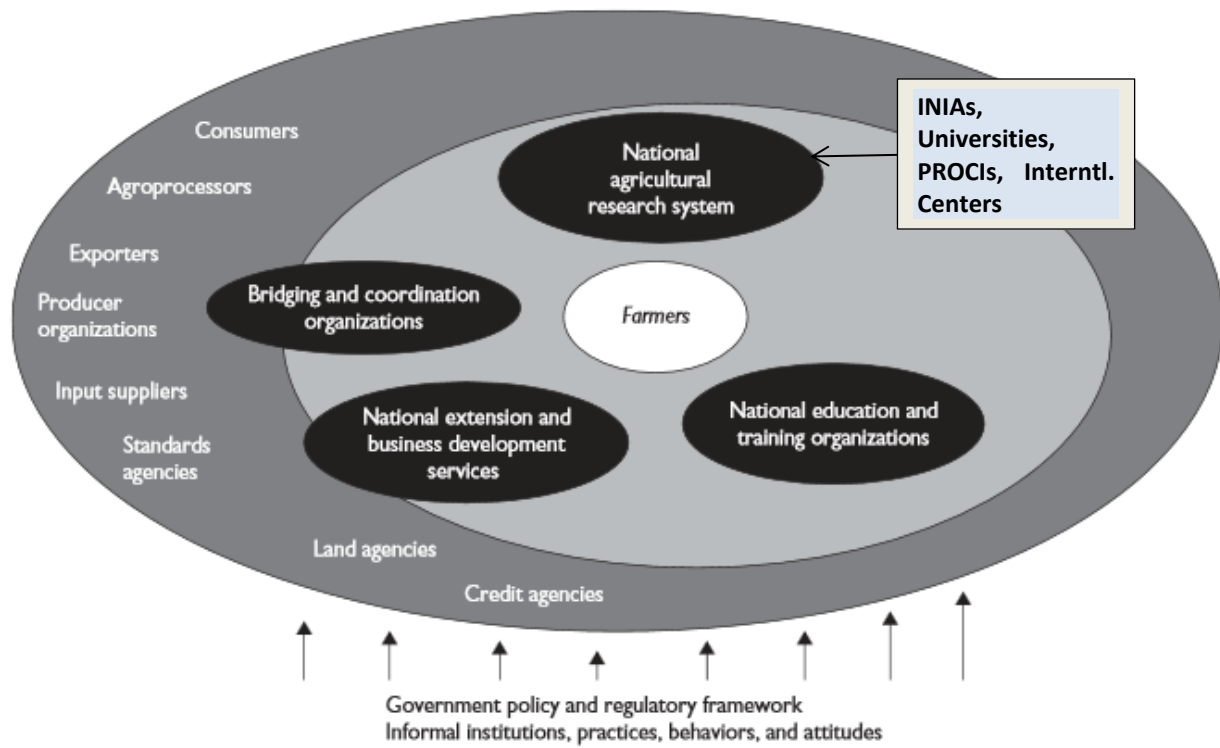 Consumers
Agroprocessors
Exporters
Producer
organizations
Input suppliers
Standards
agencies
Land agencies
Credit agencies
National
agricultural
research system
INIAs,
Universities,
PROCIs, Interntl.
Centers
Bridging and coordination
organizations
Farmers
National extension and
business development
services
National education and
training organizations
Government policy and regulatory framework
Informal institutions, practices, behaviors, and attitudes